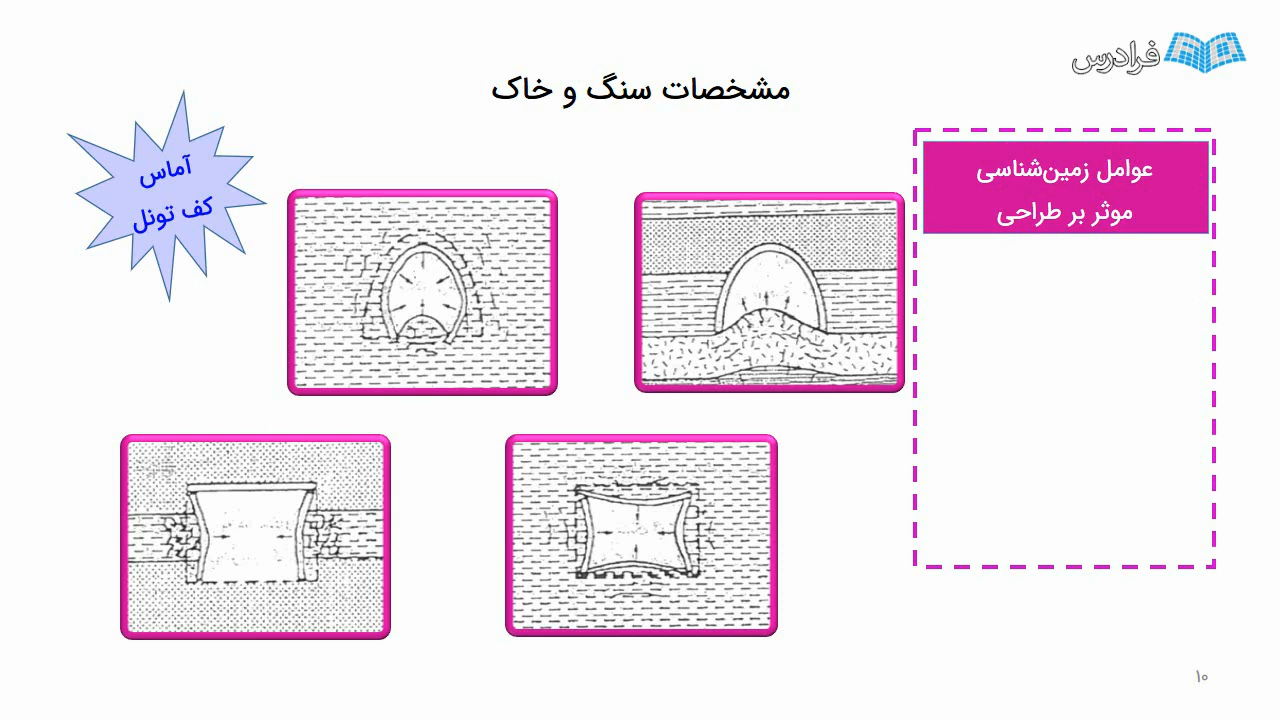 فرادرس
مشخصات سنگ و خاک
عوامل زمین‌شناسی
موثر بر طراحی
آماس
کف تونل
۱۰